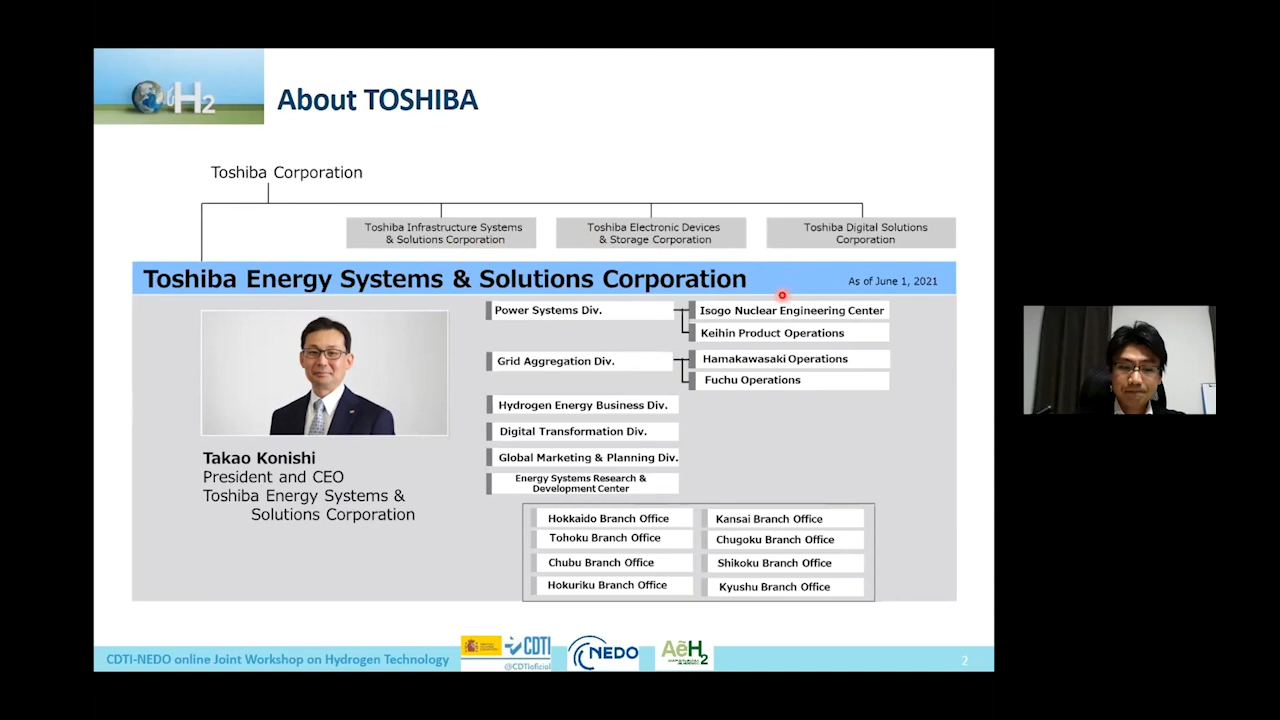 H2
About TOSHIBA
Toshiba Corporation
Toshiba Infrastructure Systems
& Solutions Corporation
Toshiba Electronic Devices
& Storage Corporation
Toshiba Digital Solutions
Corporation
Toshiba Energy Systems & Solutions Corporation
As of June 1, 2021
Power Systems Div.
Isogo Nuclear Engineering Center
Keihin Product Operations
Grid Aggregation Div.
Hamakawasaki Operations
Fuchu Operations
Hydrogen Energy Business Div.
Digital Transformation Div.
Global Marketing & Planning Div.
Energy Systems Research &
Development Center
Takao Konishi
President and CEO
Toshiba Energy Systems &
Solutions Corporation
Hokkaido Branch Office
Kansai Branch Office
Tohoku Branch Office
Chugoku Branch Office
Chubu Branch Office
Shikoku Branch Office
Hokuriku Branch Office
Kyushu Branch Office
CDTI-NEDO online Joint Workshop on Hydrogen Technology
CDTI
@CDTIoficial
NEDO
AeH2
2